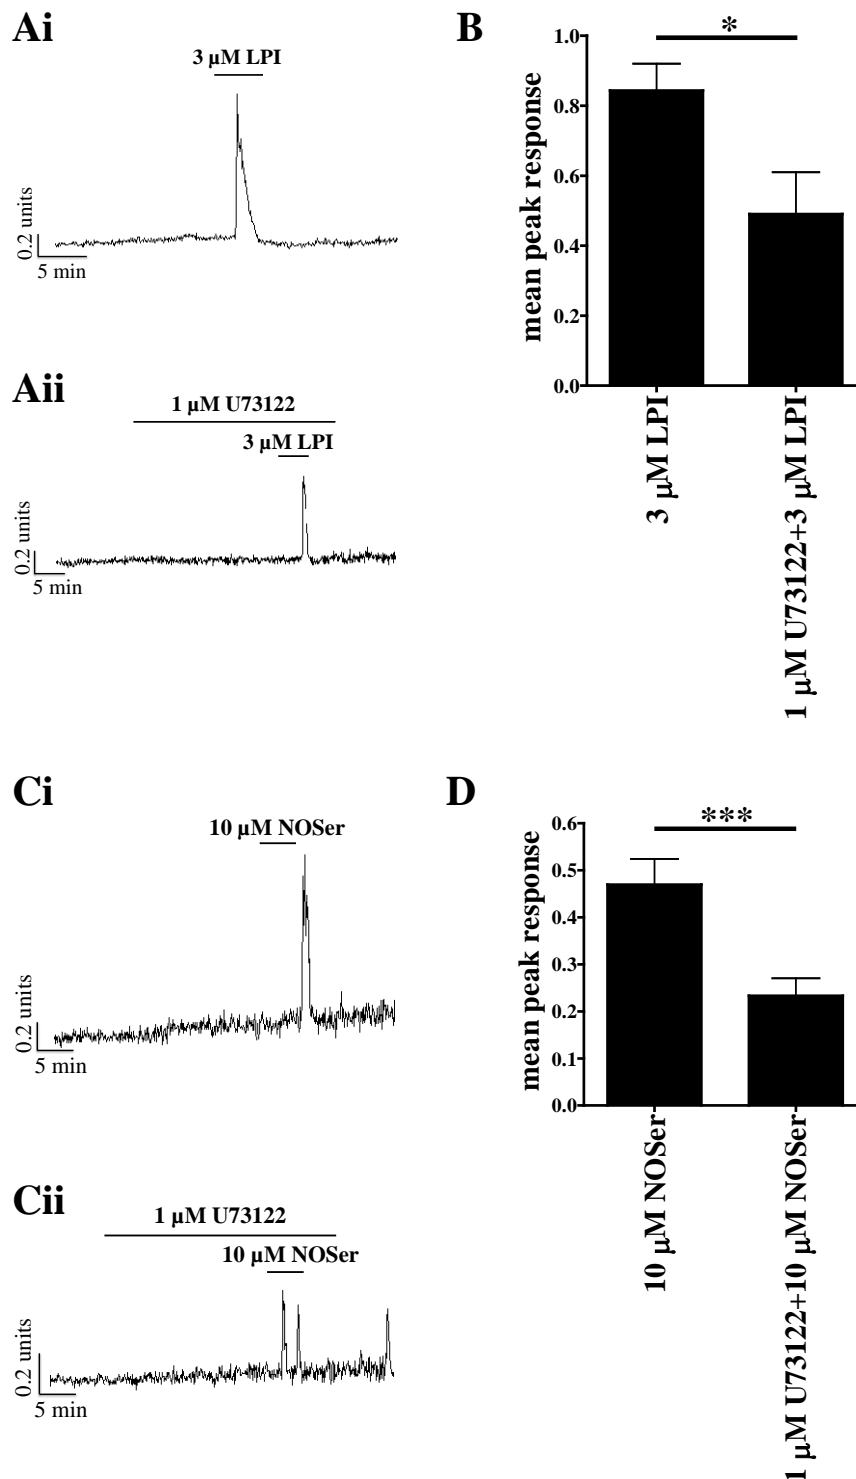 Ai
3 μM LPI
0.2 units
5 min
B
*
mean peak response
1.0
0.8
0.6
0.4
0.2
0.0
3 μM LPI
1 μM U73122+3 μM LPI
Aii
1 μM U73122
3 μM LPI
0.2 units
5 min
Ci
10 μM NOSer
0.2 units
5 min
D
***
mean peak response
0.6
0.5
0.4
0.3
0.2
0.1
0.0
10 μM NOSer
1 μM U73122+10 μM NOSer
Cii
1 μM U73122
10 μM NOSer
0.2 units
5 min